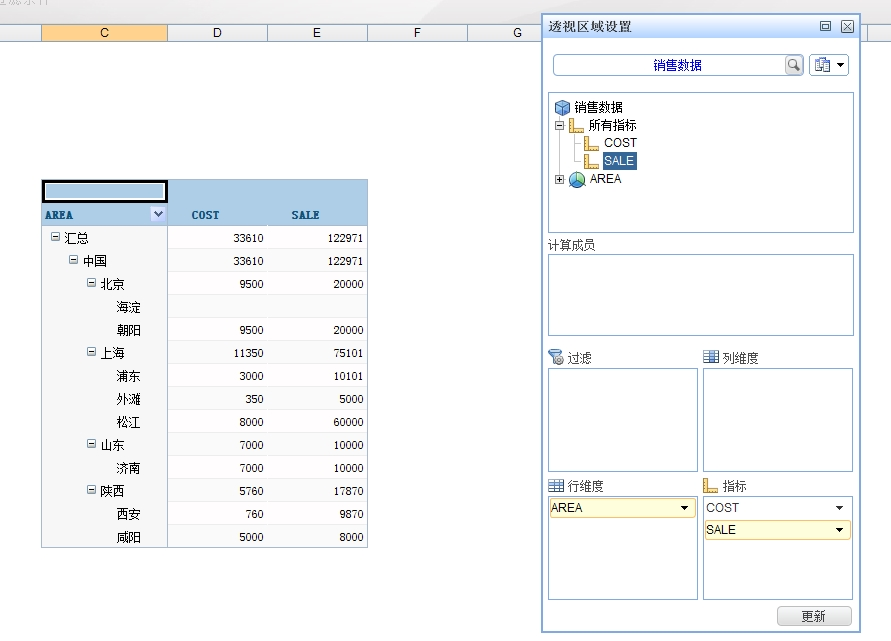 C D E F G
AREA COST SALE
汇总 33610 122971
中国 33610 122971
北京 9500 20000
海淀
朝阳 9500 20000
上海 11350 75101
浦东 3000 10101
外滩 350 5000
松江 8000 60000
山东 7000 10000
济南 7000 10000
陕西 5760 17870
西安 760 9870
咸阳 5000 8000
透视区域设置
销售数据
销售数据
所有指标
COST
SALE
AREA
计算成员
过滤 列维度
行维度 指标
AREA COST
SALE
更新